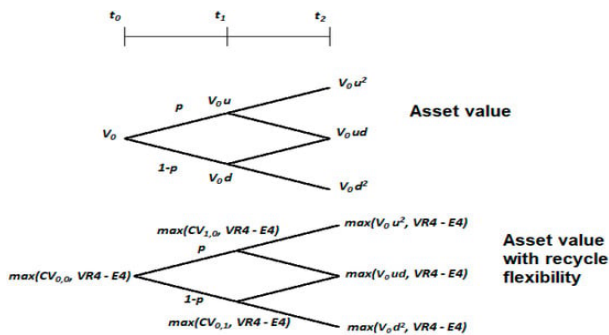 t₀ t₁ t₂
V₀u²
p V₀u
Asset value
V₀ V₀ud
1-p V₀d
V₀d²
max(CV₁,₀, VR4 - E4) max(V₀u², VR4 - E4)
p
Asset value
with recycle
flexibility
max(CV₀,₀, VR4 - E4) max(V₀ud, VR4 - E4)
1-p
max(CV₀,₁, VR4 - E4) max(V₀d², VR4 - E4)